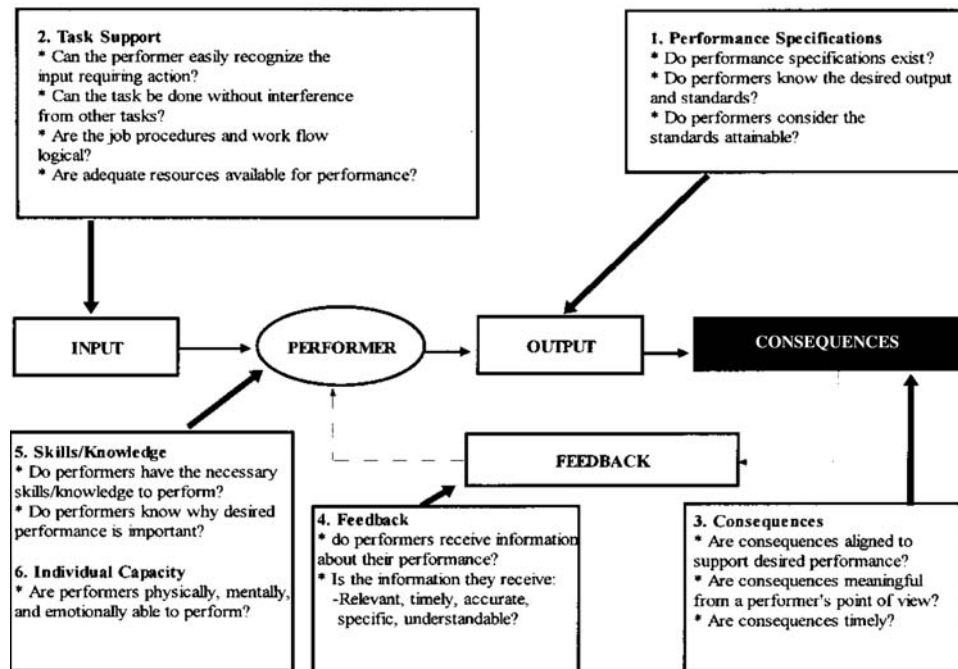 2. Task Support
* Can the performer easily recognize the
input requiring action?
* Can the task be done without interference
from other tasks?
* Are the job procedures and work flow
logical?
* Are adequate resources available for performance?
1. Performance Specifications
* Do performance specifications exist?
* Do performers know the desired output
and standards?
* Do performers consider the
standards attainable?
INPUT
PERFORMER
OUTPUT
CONSEQUENCES
FEEDBACK
5. Skills/Knowledge
* Do performers have the necessary
skills/knowledge to perform?
* Do performers know why desired
performance is important?
6. Individual Capacity
* Are performers physically, mentally,
and emotionally able to perform?
4. Feedback
* do performers receive information
about their performance?
* Is the information they receive:
-Relevant, timely, accurate,
specific, understandable?
3. Consequences
* Are consequences aligned to
support desired performance?
* Are consequences meaningful
from a performer's point of view?
* Are consequences timely?